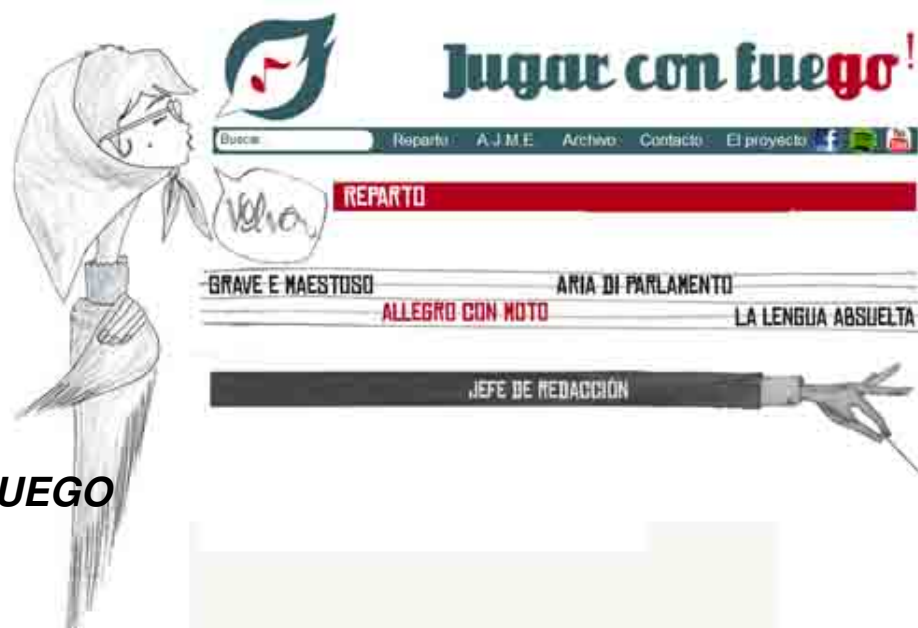 Jugar con fuego!
Buscar
Reparto
A.J.M.E.
Archivo
Contacto
El proyecto
Volver
REPARTO
GRAVE E MAESTOSO
ARIA DI PARLAMENTO
ALLEGRO CON MOTO
LA LENGUA ABSUELTA
JEFE DE REDACCIÓN
UEGO